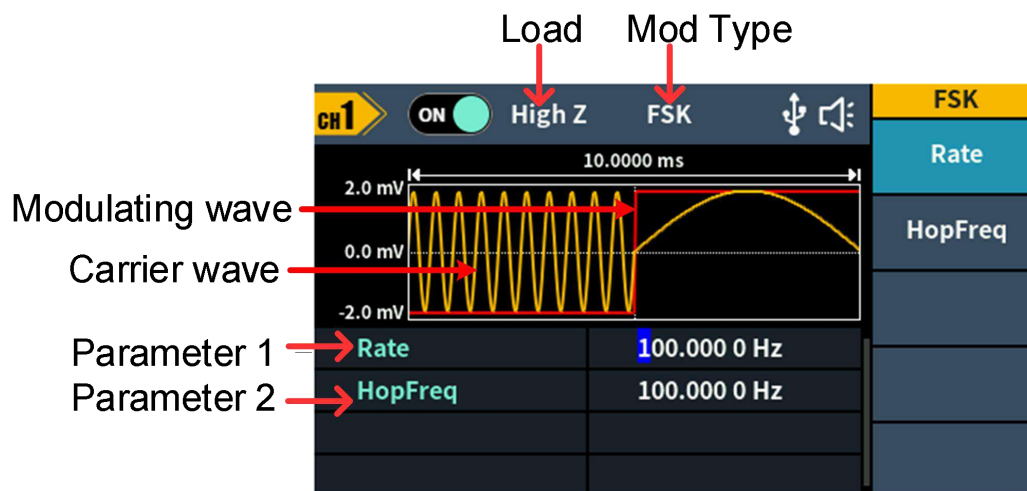 Load Mod Type
CH1 ON High Z FSK FSK
10.0000 ms
Rate
2.0 mV
Modulating wave
HopFreq
0.0 mV
Carrier wave
-2.0 mV
Parameter 1 Rate 100.000 0 Hz
Parameter 2 HopFreq 100.000 0 Hz